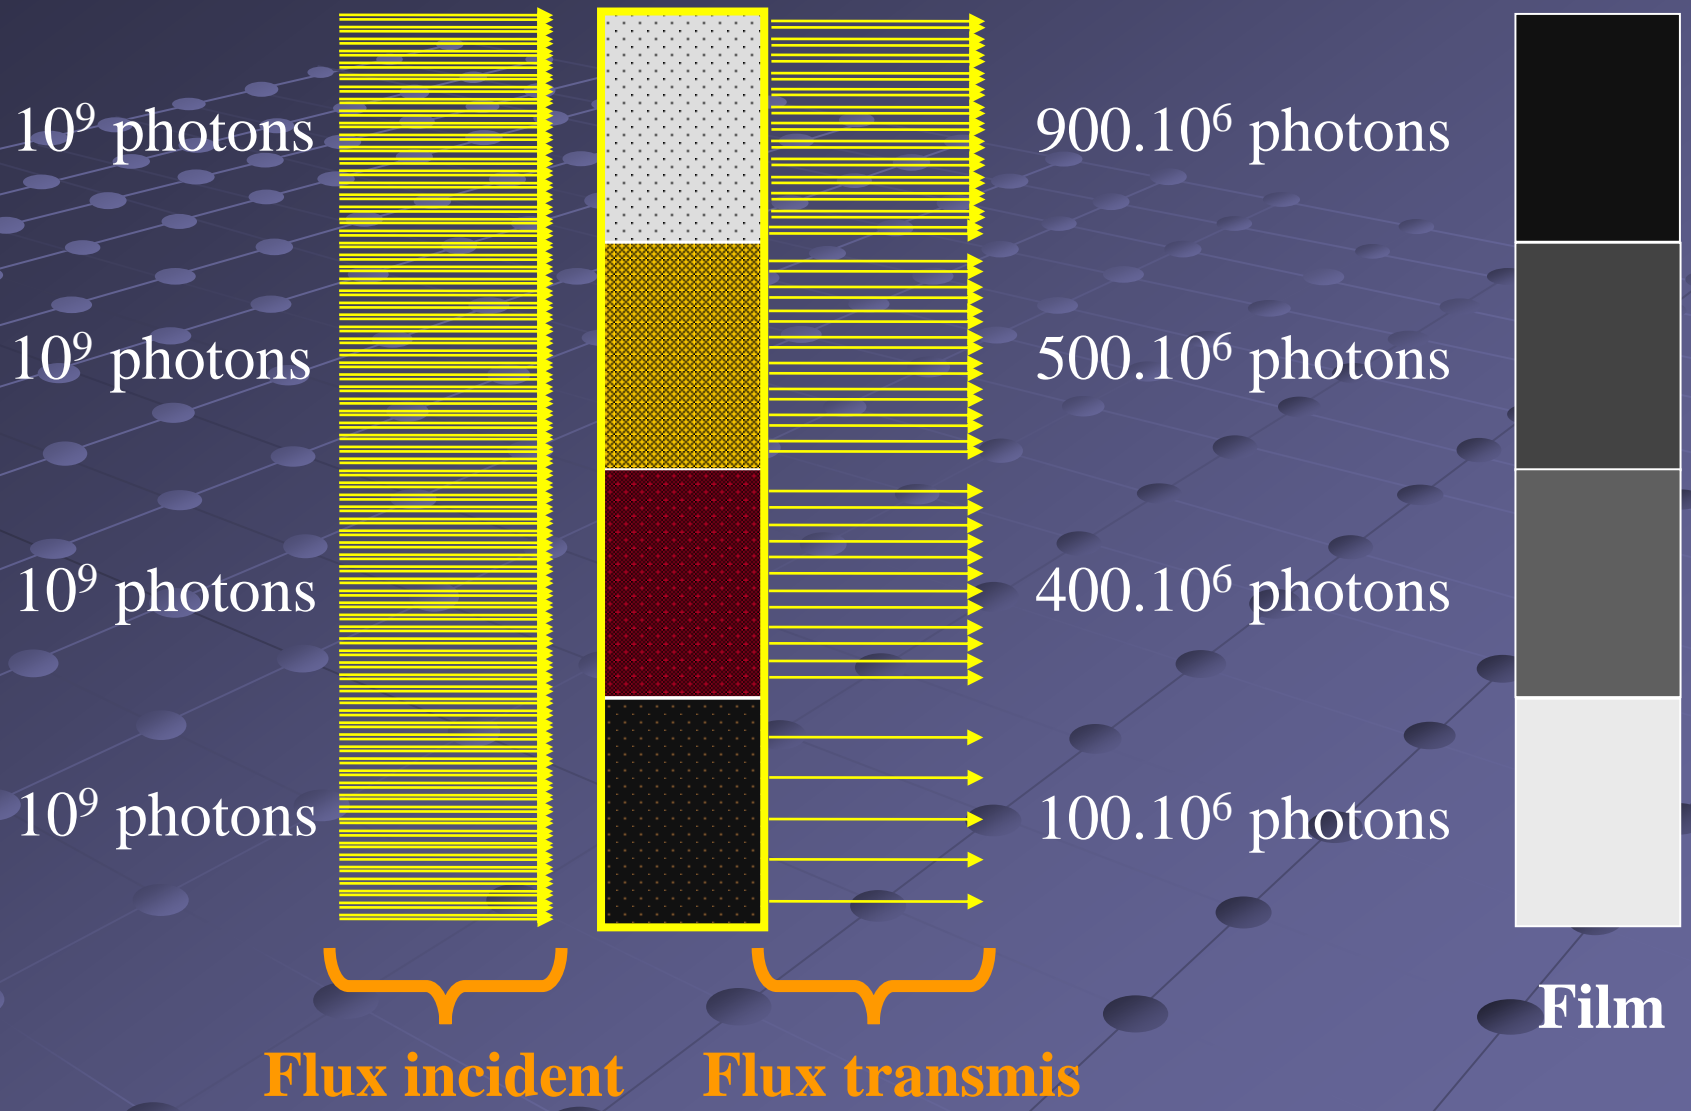 10⁹ photons 900.10⁶ photons
10⁹ photons 500.10⁶ photons
10⁹ photons 400.10⁶ photons
10⁹ photons 100.10⁶ photons
Film
Flux incident Flux transmis